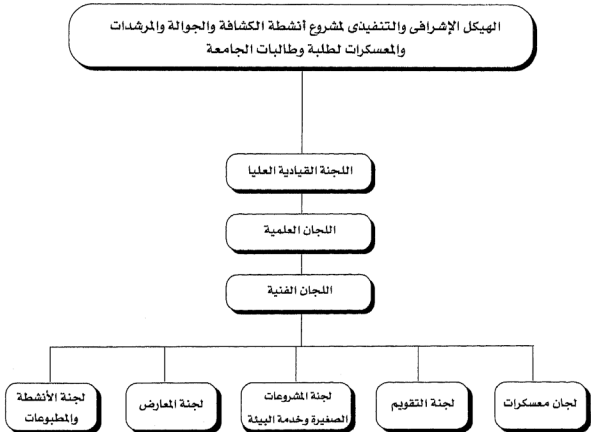 الهيكل الإشرافى والتنفيذى لمشروع أنشطة الكشافة والجوالة والمرشدات
والمعسكرات لطلبة وطالبات الجامعة
اللجنة القيادية العليا
اللجان العلمية
اللجان الفنية
لجان معسكرات
لجنة التقويم
لجنة المشروعات
الصغيرة وخدمة البيئة
لجنة المعارض
لجنة الأنشطة
والمطبوعات